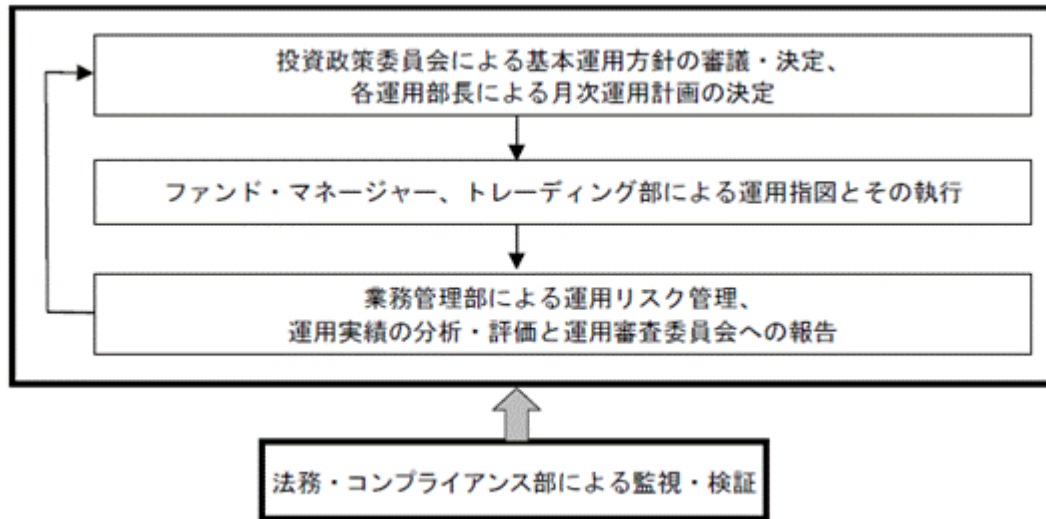 投資政策委員会による基本運用方針の審議・決定、
各運用部長による月次運用計画の決定
ファンド・マネージャー、トレーディング部による運用指図とその執行
業務管理部による運用リスク管理、
運用実績の分析・評価と運用審査委員会への報告
法務・コンプライアンス部による監視・検証